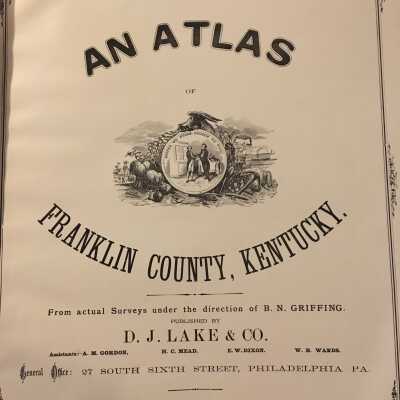 AN ATLAS
OF
FRANKLIN COUNTY, KENTUCKY.
From actual Surveys under the direction of B. N. GRIFFING.
PUBLISHED BY
D. J. LAKE & CO.
Assistants:-A. M. GORDON, H. C. MEAD. E. W. DIXON. W. B. WANDS.
General Office: 27 SOUTH SIXTH STREET, PHILADELPHIA PA.